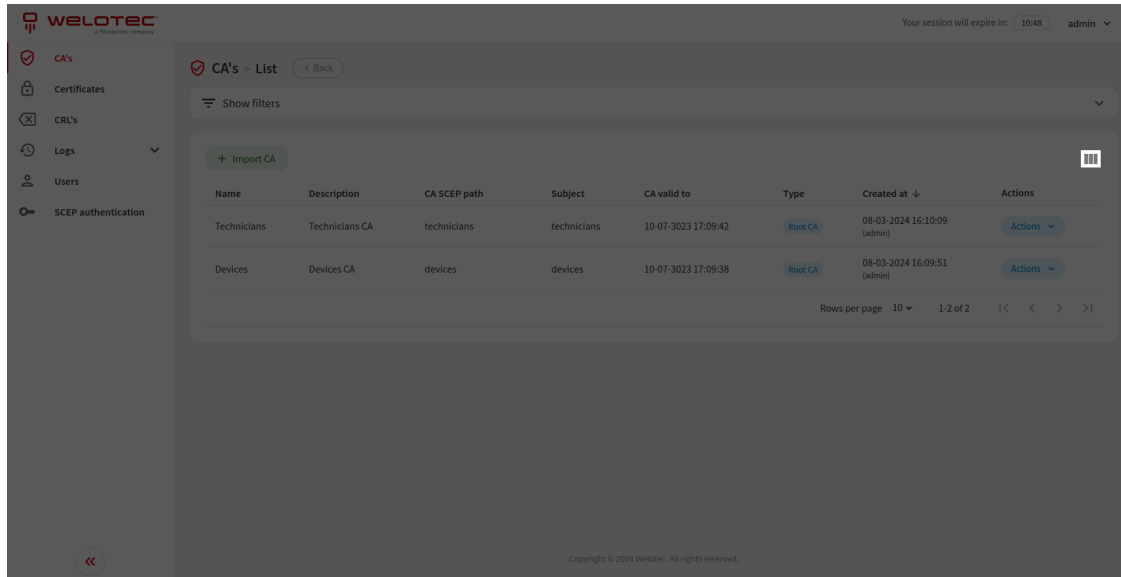 WELOTEC
a Westermo company
Your session will expire in: 10:48 admin
CA's
Certificates
CRL's
Logs
Users
SCEP authentication
CA's > List < Back
Show filters
+ Import CA
Name Description CA SCEP path Subject CA valid to Type Created at ↓ Actions
Technicians Technicians CA technicians technicians 10-07-3023 17:09:42 Root CA 08-03-2024 16:10:09 (admin) Actions
Devices Devices CA devices devices 10-07-3023 17:09:38 Root CA 08-03-2024 16:09:51 (admin) Actions
Rows per page 10 1-2 of 2
Copyright © 2024 Welotec. All rights reserved.